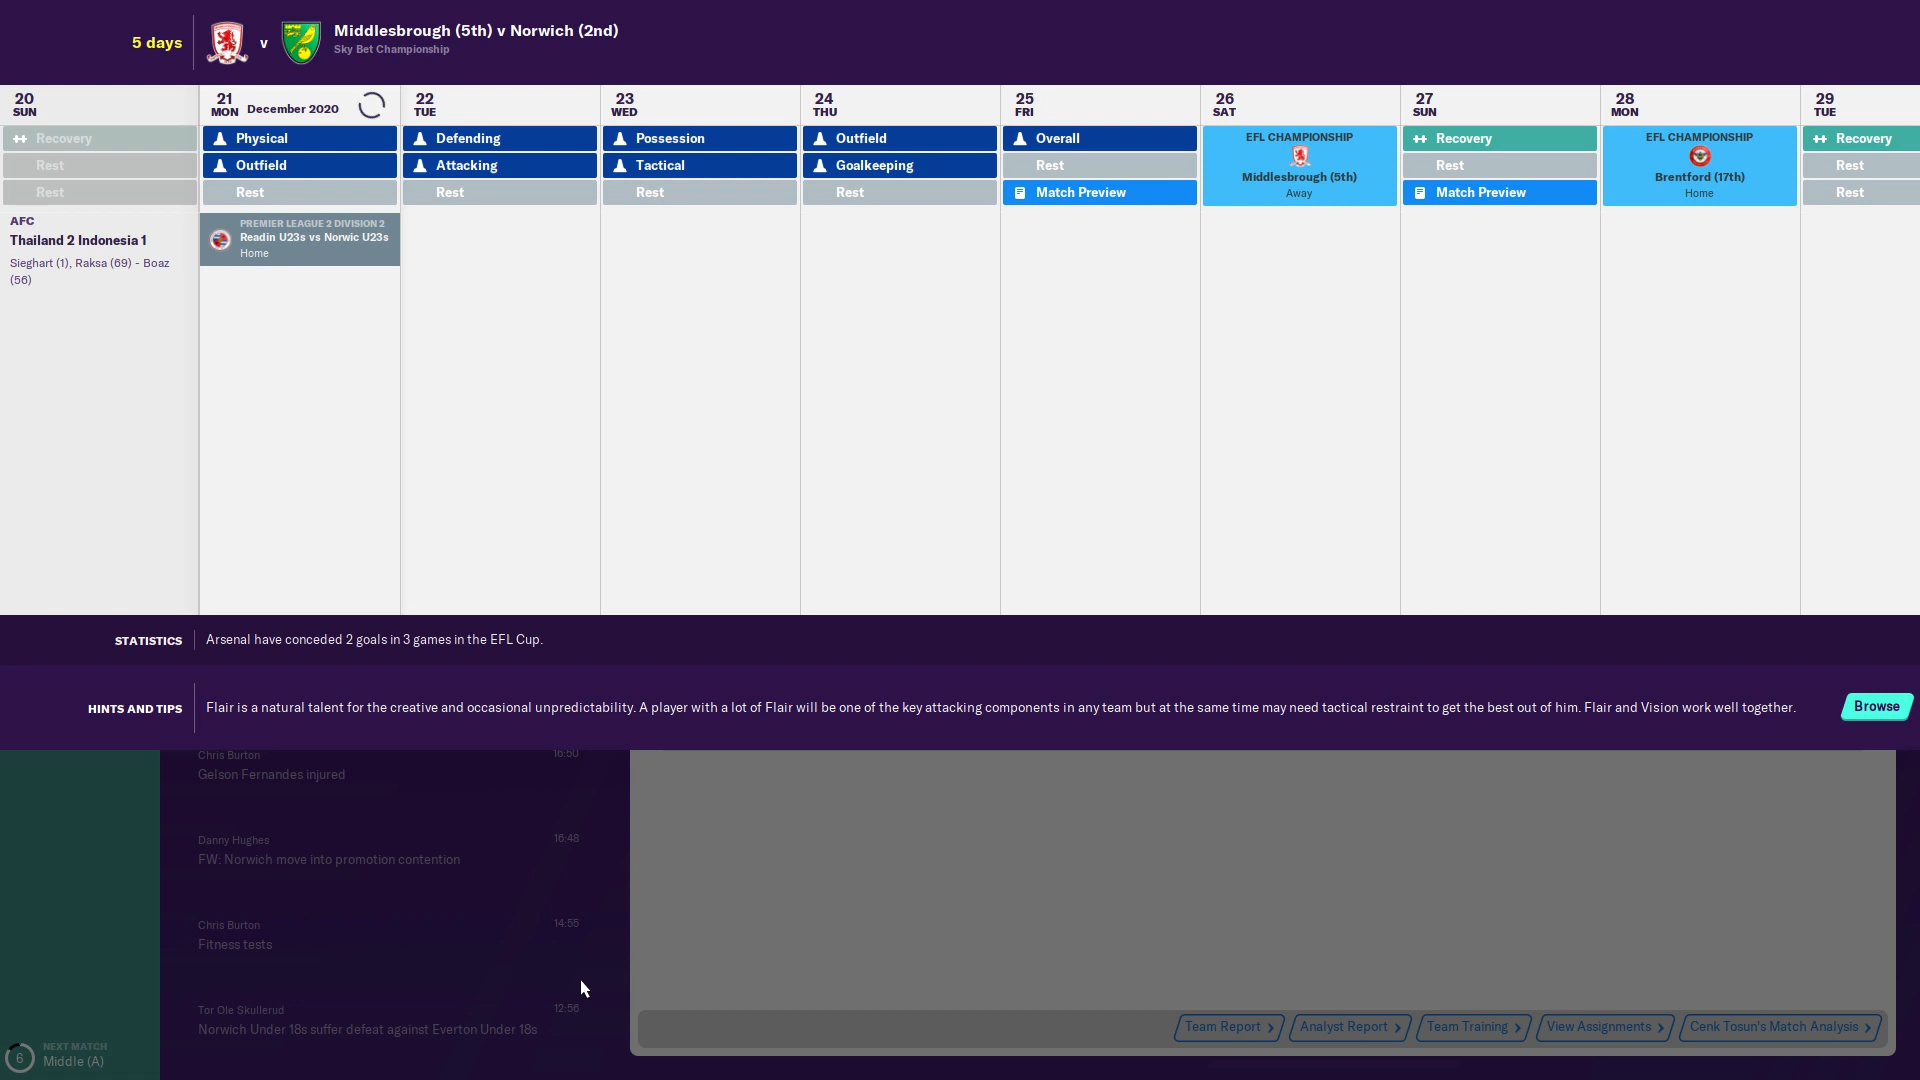 5 days
v
Middlesbrough (5th) v Norwich (2nd)
Sky Bet Championship
20
SUN
Recovery
Rest
Rest
AFC
Thailand 2 Indonesia 1
Sieghart (1), Raksa (69) - Boaz
(56)
21
MON December 2020
Physical
Outfield
Rest
PREMIER LEAGUE 2 DIVISION 2
Readin U23s vs Norwic U23s
Home
22
TUE
Defending
Attacking
Rest
23
WED
Possession
Tactical
Rest
24
THU
Outfield
Goalkeeping
Rest
25
FRI
Overall
Rest
Match Preview
26
SAT
EFL CHAMPIONSHIP
Middlesbrough (5th)
Away
27
SUN
Recovery
Rest
Match Preview
28
MON
EFL CHAMPIONSHIP
Brentford (17th)
Home
29
TUE
Recovery
Rest
Rest
STATISTICS
Arsenal have conceded 2 goals in 3 games in the EFL Cup.
HINTS AND TIPS
Flair is a natural talent for the creative and occasional unpredictability. A player with a lot of Flair will be one of the key attacking components in any team but at the same time may need tactical restraint to get the best out of him. Flair and Vision work well together.
Browse
Chris Burton 16:50
Gelson Fernandes injured
Danny Hughes 16:48
FW: Norwich move into promotion contention
Chris Burton 14:55
Fitness tests
Tor Ole Skullerud 12:56
Norwich Under 18s suffer defeat against Everton Under 18s
6
NEXT MATCH
Middle (A)
Team Report
Analyst Report
Team Training
View Assignments
Cenk Tosun's Match Analysis